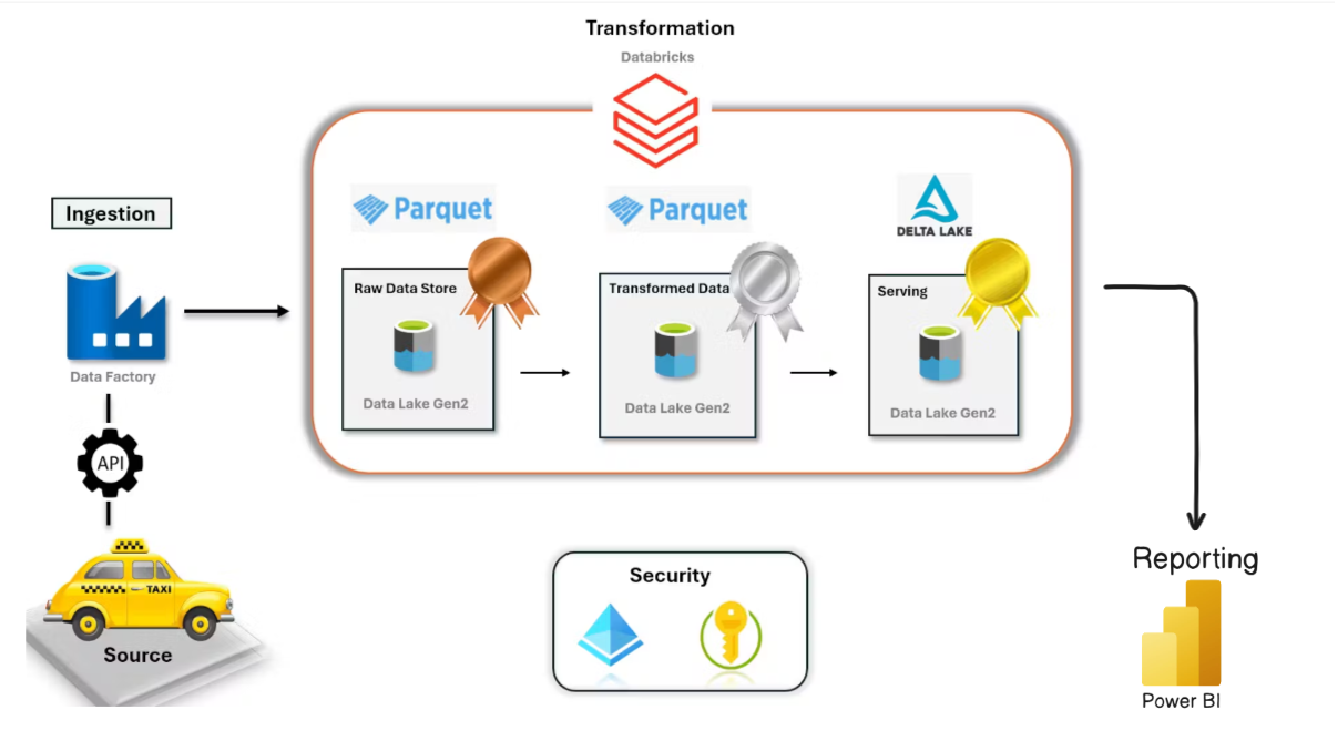 Transformation
Databricks
Ingestion
Parquet
Parquet
DELTA LAKE
Raw Data Store
Transformed Data
Serving
Data Factory
Data Lake Gen2
Data Lake Gen2
Data Lake Gen2
API
TAXI
Source
Security
Reporting
Power BI